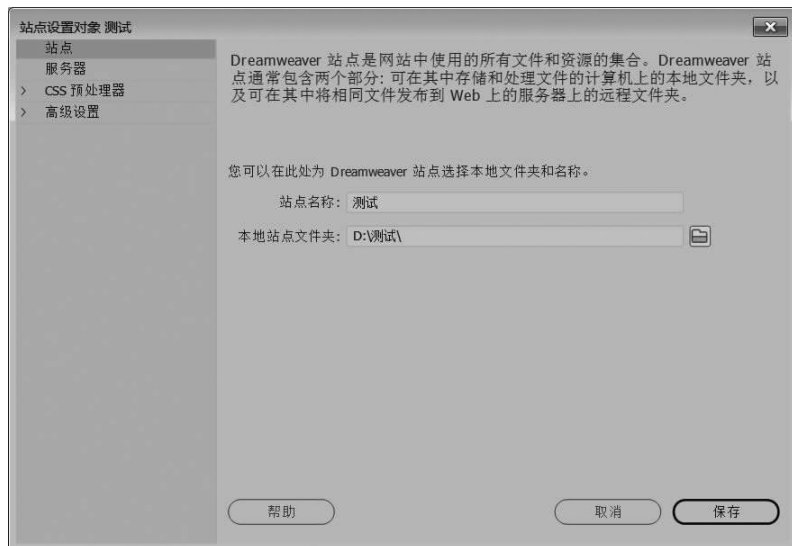 站点设置对象 测试
站点
服务器
CSS 预处理器
高级设置
Dreamweaver 站点是网站中使用的所有文件和资源的集合。Dreamweaver 站
点通常包含两个部分: 可在其中存储和处理文件的计算机上的本地文件夹，以
及可在其中将相同文件发布到 Web 上的服务器上的远程文件夹。
您可以在此处为 Dreamweaver 站点选择本地文件夹和名称。
站点名称: 测试
本地站点文件夹: D:\测试\
帮助
取消
保存